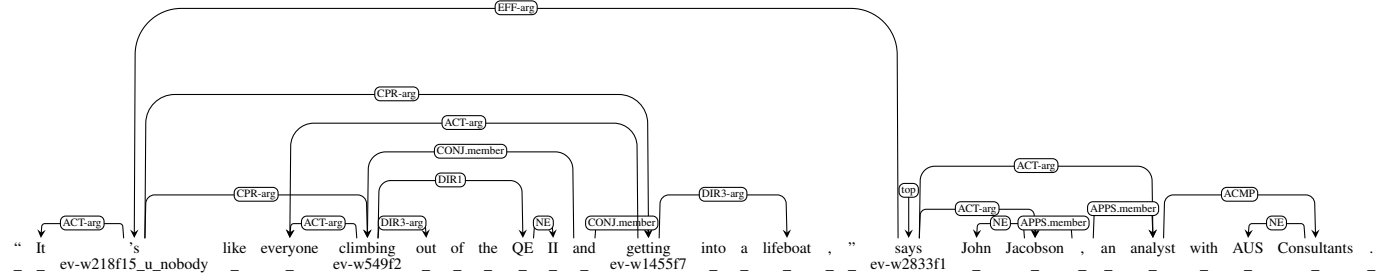 EFF-arg
CPR-arg
ACT-arg
CONJ.member
ACT-arg
DIR1
top
CPR-arg
DIR3-arg
ACMP
ACT-arg
APPS.member
ACT-arg
ACT-arg
DIR3-arg
NE
CONJ.member
NE
APPS.member
NE
“ It 's like everyone climbing out of the QE II and getting into a lifeboat , ” says John Jacobson , an analyst with AUS Consultants .
_ _ ev-w218f15_u_nobody _ _ ev-w549f2 _ _ _ _ _ _ ev-w1455f7 _ _ _ _ _ ev-w2833f1 _ _ _ _ _ _ _ _ _